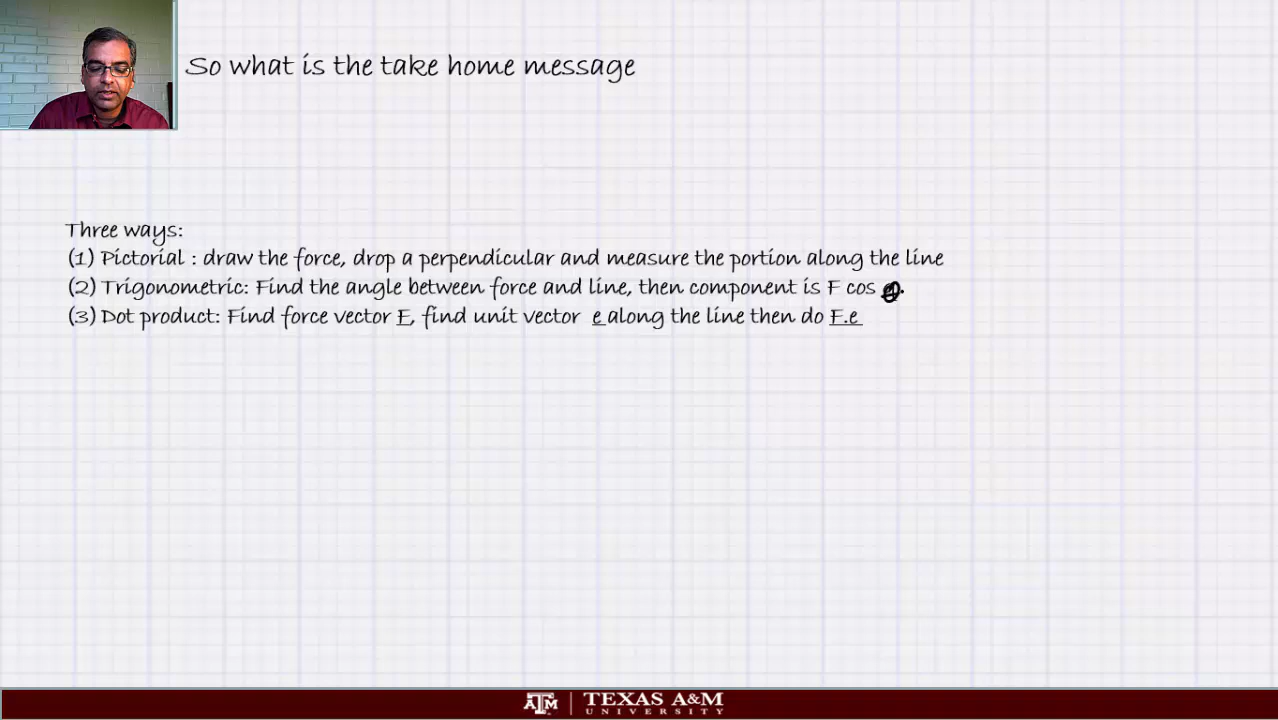 So what is the take home message
Three ways:
(1) Pictorial : draw the force, drop a perpendicular and measure the portion along the line
(2) Trigonometric: Find the angle between force and line, then component is F cos θ.
(3) Dot product: Find force vector F, find unit vector e along the line then do F.e
ATM | TEXAS A&M
UNIVERSITY